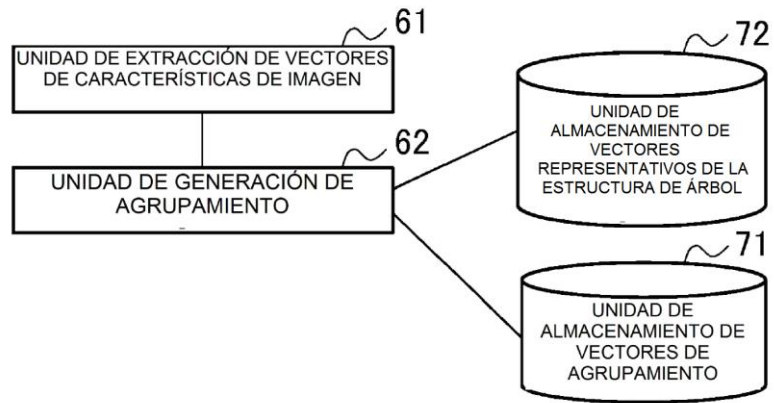 61
UNIDAD DE EXTRACCIÓN DE VECTORES
DE CARACTERÍSTICAS DE IMAGEN
62
UNIDAD DE GENERACIÓN DE
AGRUPAMIENTO
72
UNIDAD DE
ALMACENAMIENTO DE
VECTORES
REPRESENTATIVOS DE LA
ESTRUCTURA DE ÁRBOL
71
UNIDAD DE
ALMACENAMIENTO DE
VECTORES DE
AGRUPAMIENTO